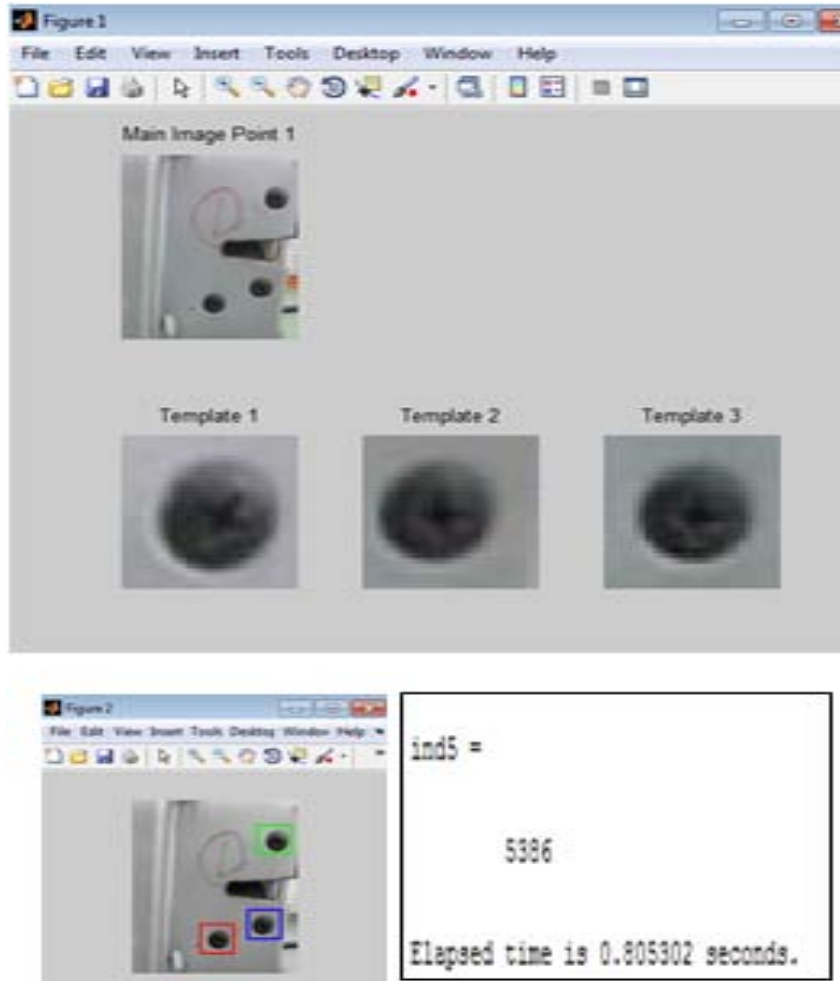 Figure 1
File Edit View Insert Tools Desktop Window Help
Main Image Point 1
Template 1 Template 2 Template 3
Figure 2
File Edit View Insert Tools Desktop Window Help
ind5 =
5386
Elapsed time is 0.805302 seconds.